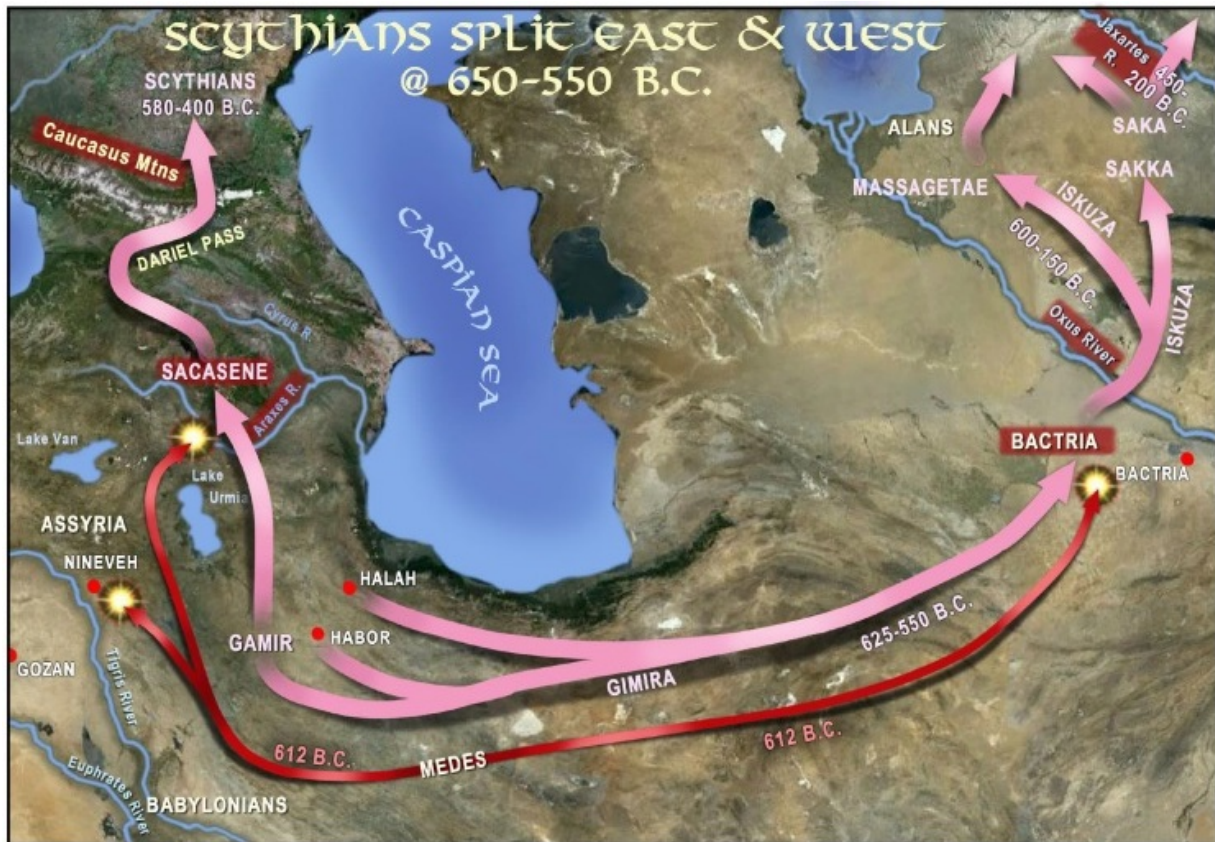 SCYTHIANS SPLIT EAST & WEST
@ 650-550 B.C.
SCYTHIANS
580-400 B.C.
Caucasus Mtns
DARIEL PASS
Cyrus R.
SACASENE
Araxes R.
Lake Van
Lake
Urmia
ASSYRIA
NINEVEH
GOZAN
Tigris River
Euphrates River
BABYLONIANS
GAMIR
HALAH
HABOR
GIMIRA
612 B.C.
MEDES
612 B.C.
625-550 B.C.
CASPIAN SEA
ALANS
MASSAGETAE
Jaxartes
R.
450-
200 B.C.
SAKA
SAKKA
ISKUZA
600-150 B.C.
ISKUZA
Oxus River
BACTRIA
BACTRIA